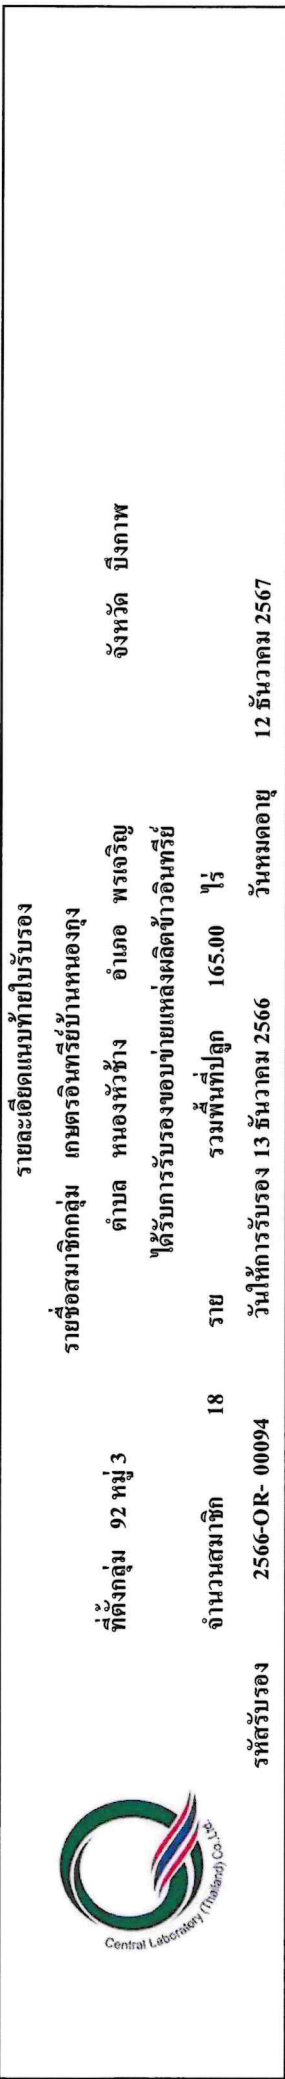 รายละเอียดแนบท้ายใบรับรอง
รายชื่อสมาชิกกลุ่ม เกษตรอินทรีย์บ้านหนองกุง
ที่ตั้งกลุ่ม 92 หมู่ 3 ตำบล หนองหัวช้าง อำเภอ พรเจริญ จังหวัด บึงกาฬ
ได้รับการรับรองขอบข่ายแหล่งผลิตข้าวอินทรีย์
จำนวนสมาชิก 18 ราย รวมพื้นที่ปลูก 165.00 ไร่
รหัสรับรอง 2566-OR- 00094 วันให้การรับรอง 13 ธันวาคม 2566 วันหมดอายุ 12 ธันวาคม 2567
Central Laboratory (Thailand) Co.,Ltd.